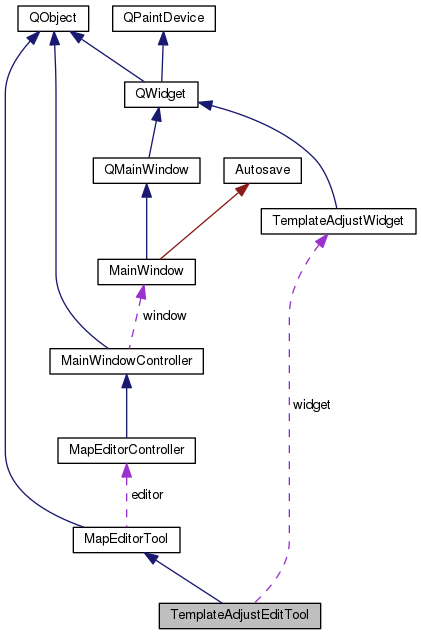 QObject
QPaintDevice
QWidget
QMainWindow
Autosave
TemplateAdjustWidget
MainWindow
window
MainWindowController
widget
MapEditorController
editor
MapEditorTool
TemplateAdjustEditTool